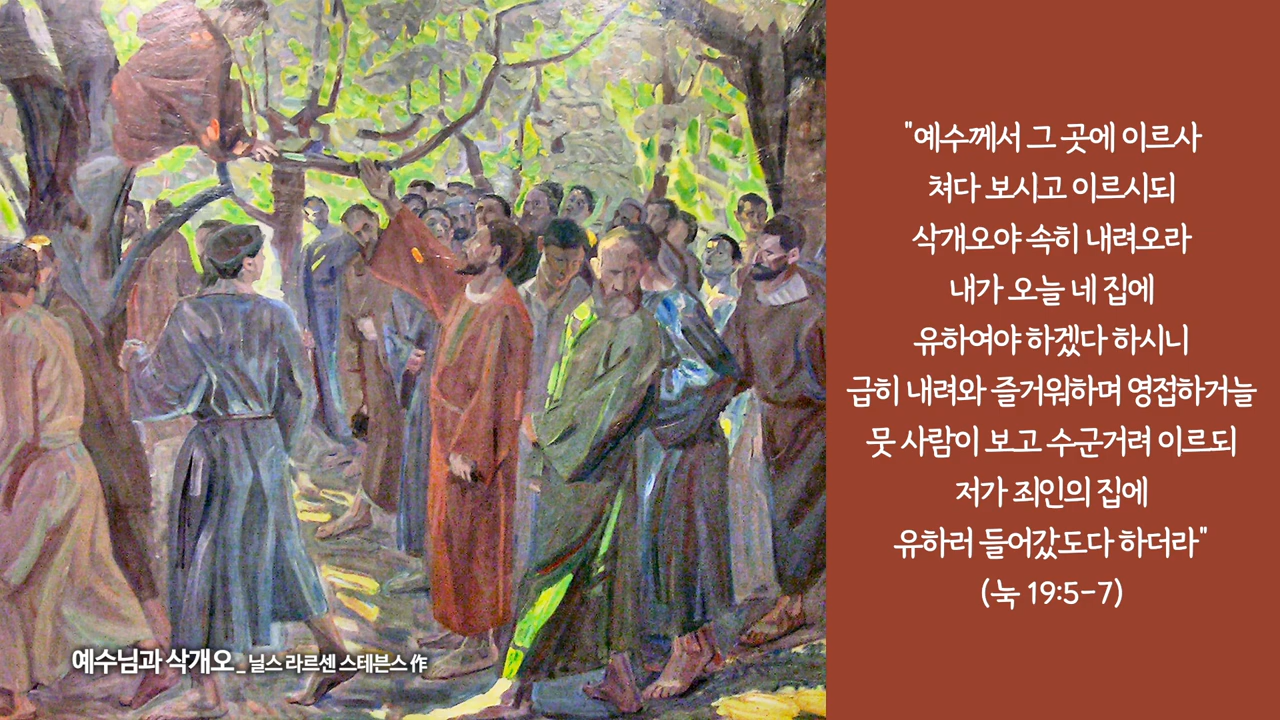 "예수께서 그 곳에 이르사
쳐다 보시고 이르시되
삭개오야 속히 내려오라
내가 오늘 네 집에
유하여야 하겠다 하시니
급히 내려와 즐거워하며 영접하거늘
뭇 사람이 보고 수군거려 이르되
저가 죄인의 집에
유하러 들어갔도다 하더라"
(눅 19:5-7)
예수님과 삭개오 _ 닐스 라르센 스테븐스 作